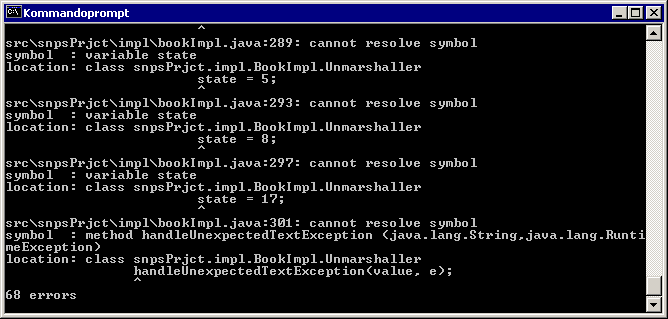 Kommandoprompt
^
src\snpsPrjct\impl\bookImpl.java:289: cannot resolve symbol
symbol  : variable state
location: class snpsPrjct.impl.BookImpl.Unmarshaller
                        state = 5;
                        ^
src\snpsPrjct\impl\bookImpl.java:293: cannot resolve symbol
symbol  : variable state
location: class snpsPrjct.impl.BookImpl.Unmarshaller
                        state = 8;
                        ^
src\snpsPrjct\impl\bookImpl.java:297: cannot resolve symbol
symbol  : variable state
location: class snpsPrjct.impl.BookImpl.Unmarshaller
                        state = 17;
                        ^
src\snpsPrjct\impl\bookImpl.java:301: cannot resolve symbol
symbol  : method handleUnexpectedTextException (java.lang.String,java.lang.Runti
meException)
location: class snpsPrjct.impl.BookImpl.Unmarshaller
                handleUnexpectedTextException(value, e);
                ^
68 errors